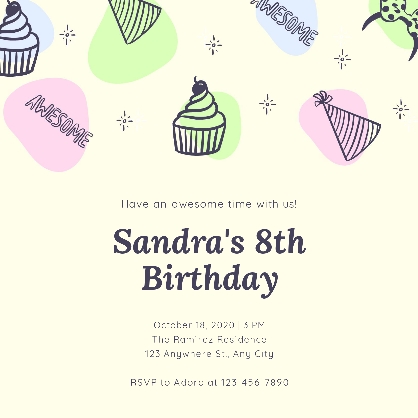 AWESOME
AWESOME
Have an awesome time with us!
Sandra's 8th
Birthday
October 18, 2020 | 3 PM
The Ramirez Residence
123 Anywhere St., Any City
RSVP to Adora at 123-456-7890